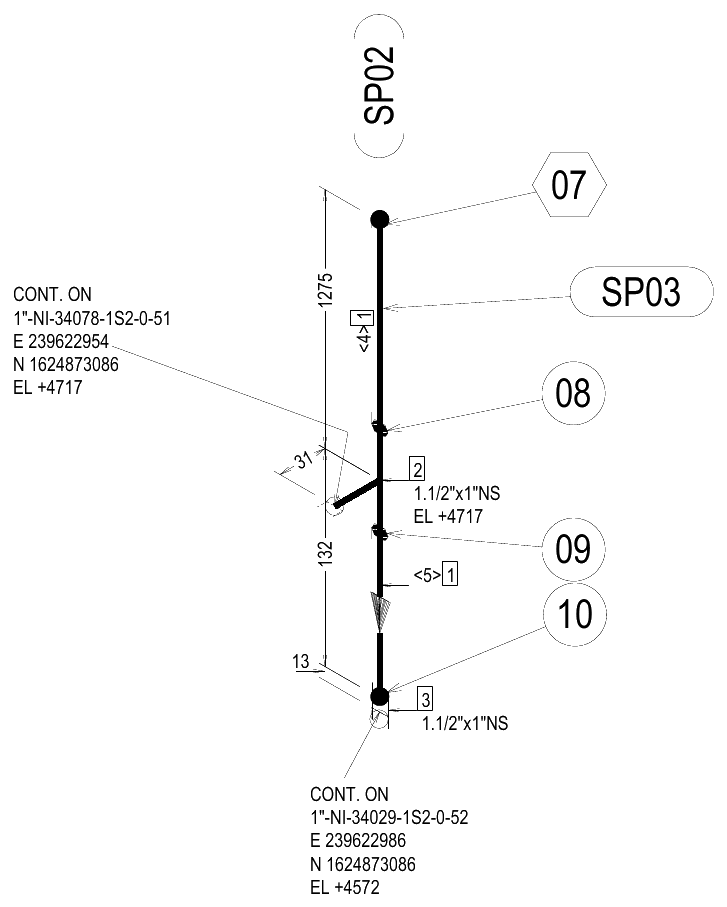 SP02
07
1275
SP03
CONT. ON
1"-NI-34078-1S2-0-51
E 239622954
N 1624873086
EL +4717
<4>1
08
31
2
1.1/2"x1"NS
EL +4717
09
132
<5>1
10
13
3
1.1/2"x1"NS
CONT. ON
1"-NI-34029-1S2-0-52
E 239622986
N 1624873086
EL +4572